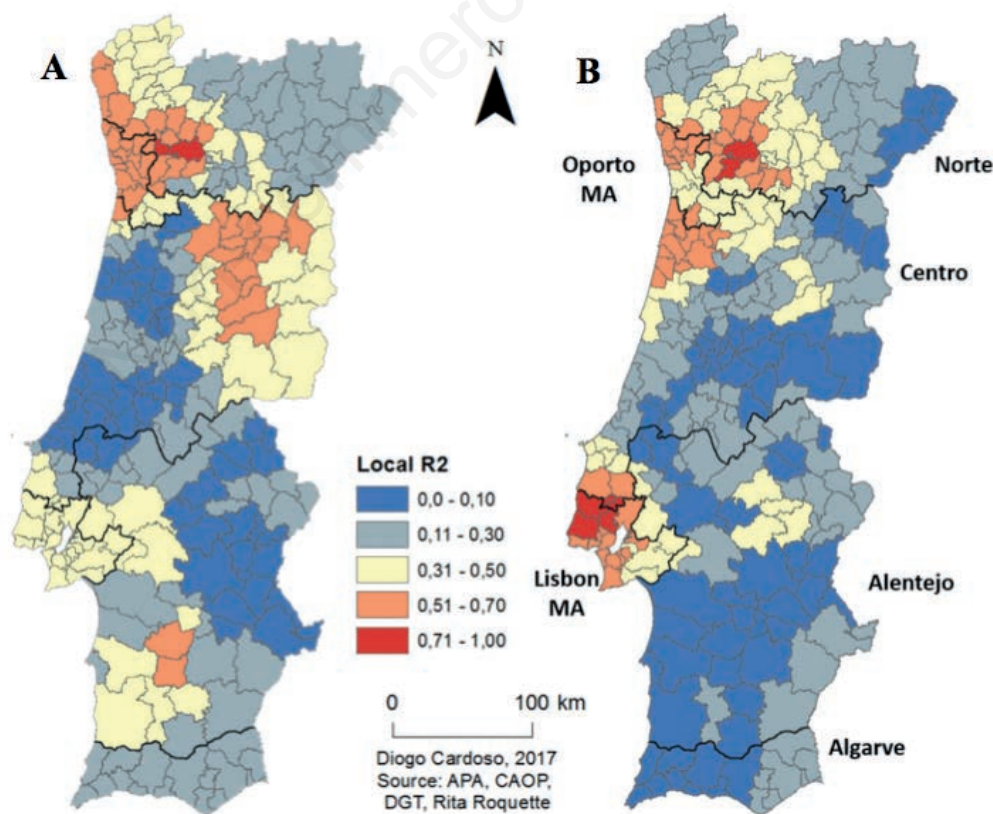 A
N
B
Oporto
MA
Norte
Centro
Local R2
0,0 - 0,10
0,11 - 0,30
0,31 - 0,50
0,51 - 0,70
0,71 - 1,00
Lisbon
MA
Alentejo
0 100 km
Diogo Cardoso, 2017
Source: APA, CAOP,
DGT, Rita Roquette
Algarve